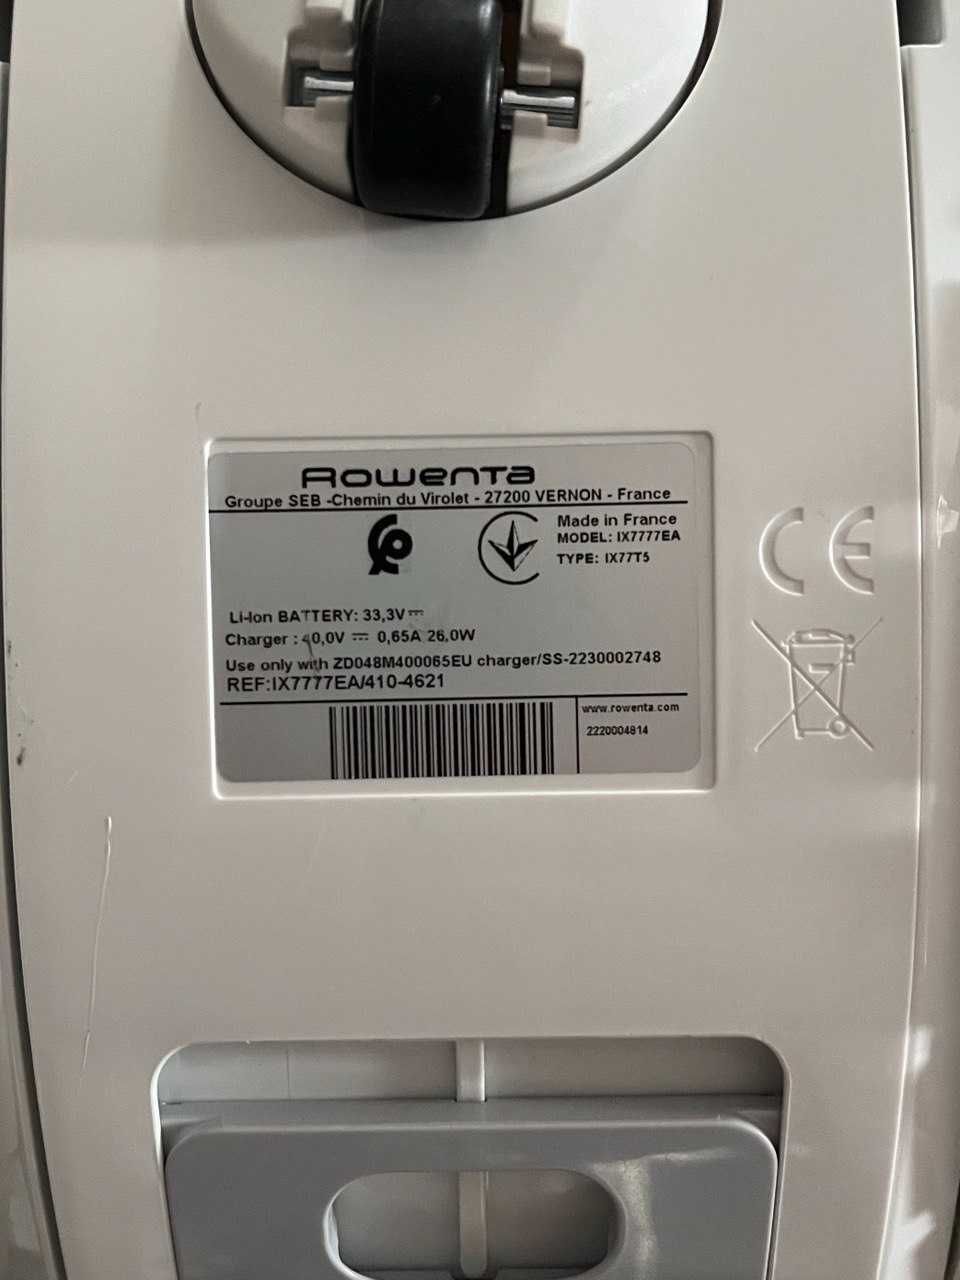 ROWENTA
Groupe SEB -Chemin du Virolet - 27200 VERNON - France
Made in France
MODEL: IX7777EA
TYPE: IX77T5
Li-Ion BATTERY: 33,3V
Charger : 40,0V 0,65A 26.0W
Use only with ZD048M400065EU charger/SS-2230002748
REF:IX7777EA/410-4621
www.rowenta.com
2220004814
CE